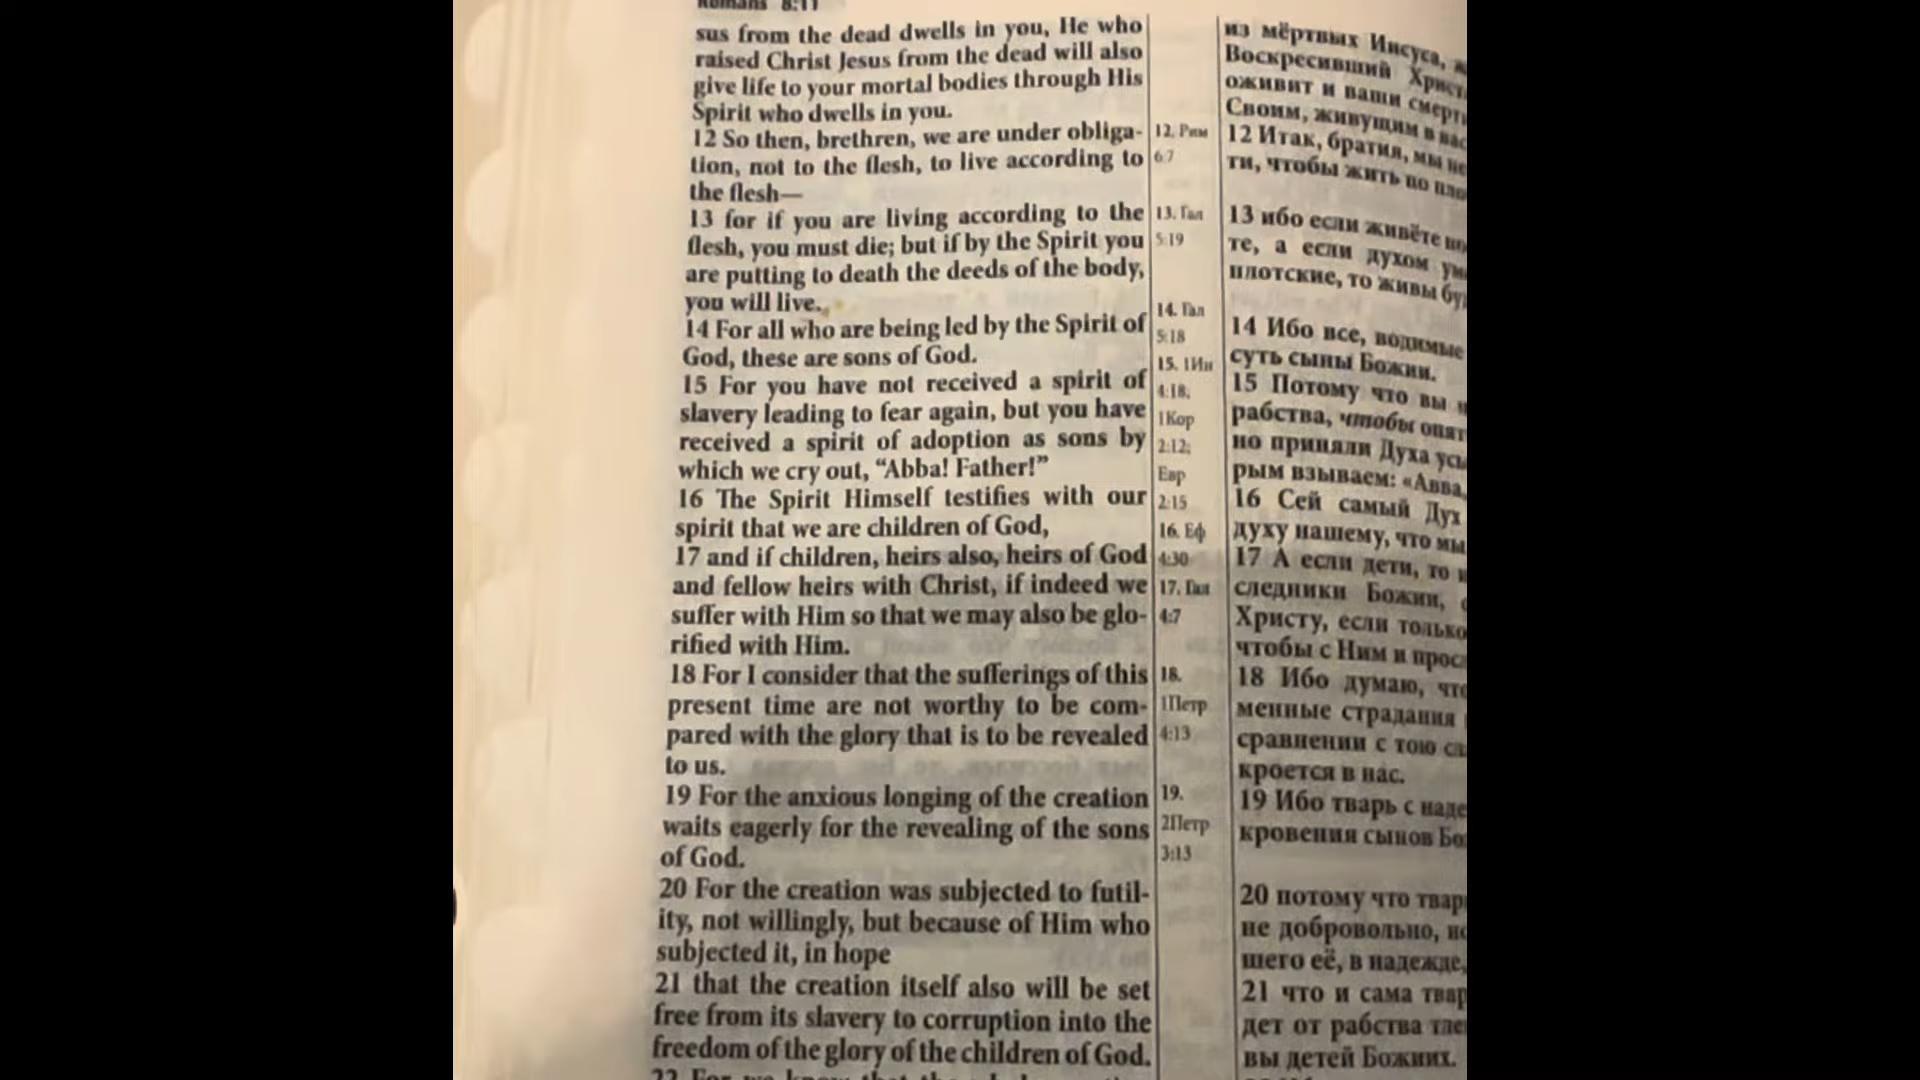 Romans 8:11
sus from the dead dwells in you, He who
raised Christ Jesus from the dead will also
give life to your mortal bodies through His
Spirit who dwells in you.
12 So then, brethren, we are under obliga-
tion, not to the flesh, to live according to
the flesh—
13 for if you are living according to the
flesh, you must die; but if by the Spirit you
are putting to death the deeds of the body,
you will live.
14 For all who are being led by the Spirit of
God, these are sons of God.
15 For you have not received a spirit of
slavery leading to fear again, but you have
received a spirit of adoption as sons by
which we cry out, “Abba! Father!”
16 The Spirit Himself testifies with our
spirit that we are children of God,
17 and if children, heirs also, heirs of God
and fellow heirs with Christ, if indeed we
suffer with Him so that we may also be glo-
rified with Him.
18 For I consider that the sufferings of this
present time are not worthy to be com-
pared with the glory that is to be revealed
to us.
19 For the anxious longing of the creation
waits eagerly for the revealing of the sons
of God.
20 For the creation was subjected to futil-
ity, not willingly, but because of Him who
subjected it, in hope
21 that the creation itself also will be set
free from its slavery to corruption into the
freedom of the glory of the children of God.
12. Рим
6:7
13. Гал
5:19
14. Гал
5:18
15. 1Ин
4:18;
1Кор
2:12;
Евр
2:15
16. Еф
4:30
17. Гал
4:7
18.
1Петр
4:13
19.
2Петр
3:13
из мёртвых Иисуса,
Воскресивший
оживит и ваши
Своим, живущим в
12 Итак, братия, мы
ти, чтобы жить по
13 ибо если живёте
те, а если духом
плотские, то живы
14 Ибо все, водимые
суть сыны Божии.
15 Потому что вы
рабства, чтобы
но приняли Духа
рым взываем: «Авва,
16 Сей самый Дух
духу нашему, что мы
17 А если дети, то
следники Божии,
Христу, если только
чтобы с Ним и
18 Ибо думаю,
менные страдания
сравнении с тою
кроется в нас.
19 Ибо тварь с
кровения сынов
20 потому что
не добровольно,
шего её, в надежде,
21 что и сама
дет от рабства
вы детей Божиих.